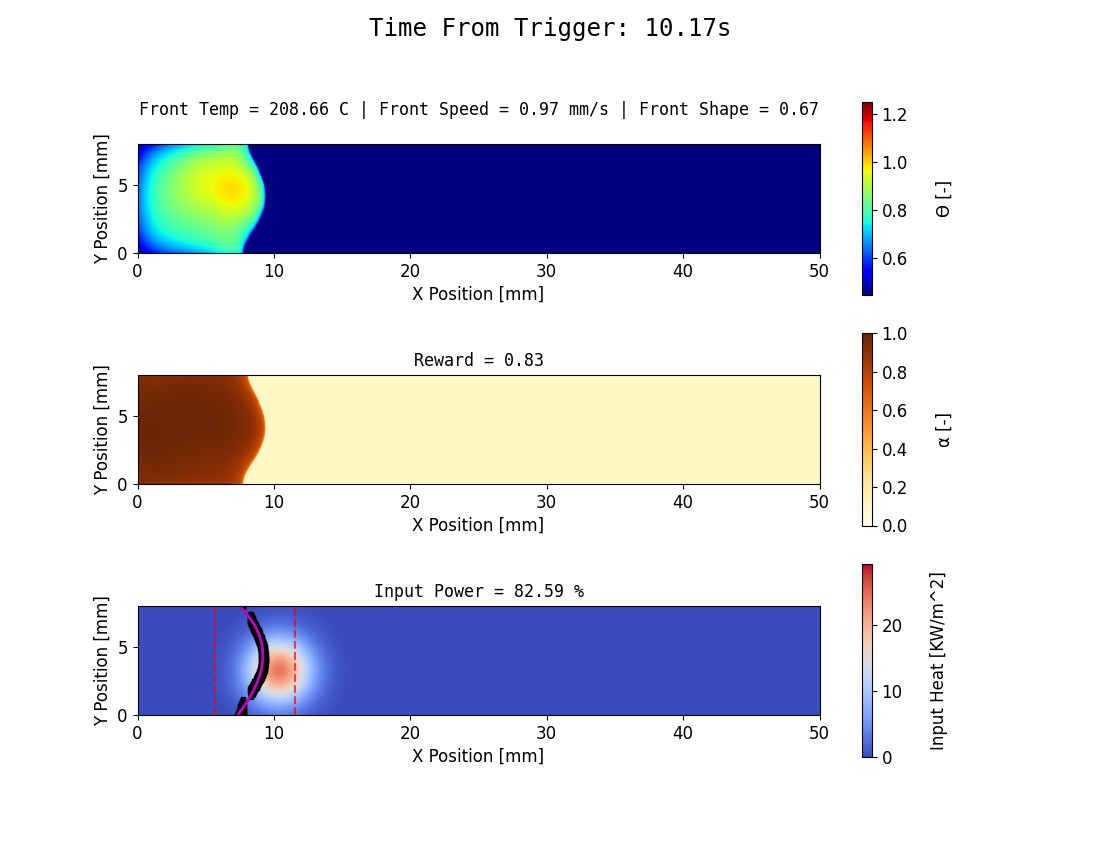 Time From Trigger: 10.17s
Front Temp = 208.66 C | Front Speed = 0.97 mm/s | Front Shape = 0.67
Y Position [mm]
5
0
0 10 20 30 40 50
X Position [mm]
1.2
1.0
0.8
0.6
Θ [-]
Reward = 0.83
Y Position [mm]
5
0
0 10 20 30 40 50
X Position [mm]
1.0
0.8
0.6
0.4
0.2
0.0
α [-]
Input Power = 82.59 %
Y Position [mm]
5
0
0 10 20 30 40 50
X Position [mm]
20
10
0
Input Heat [KW/m^2]